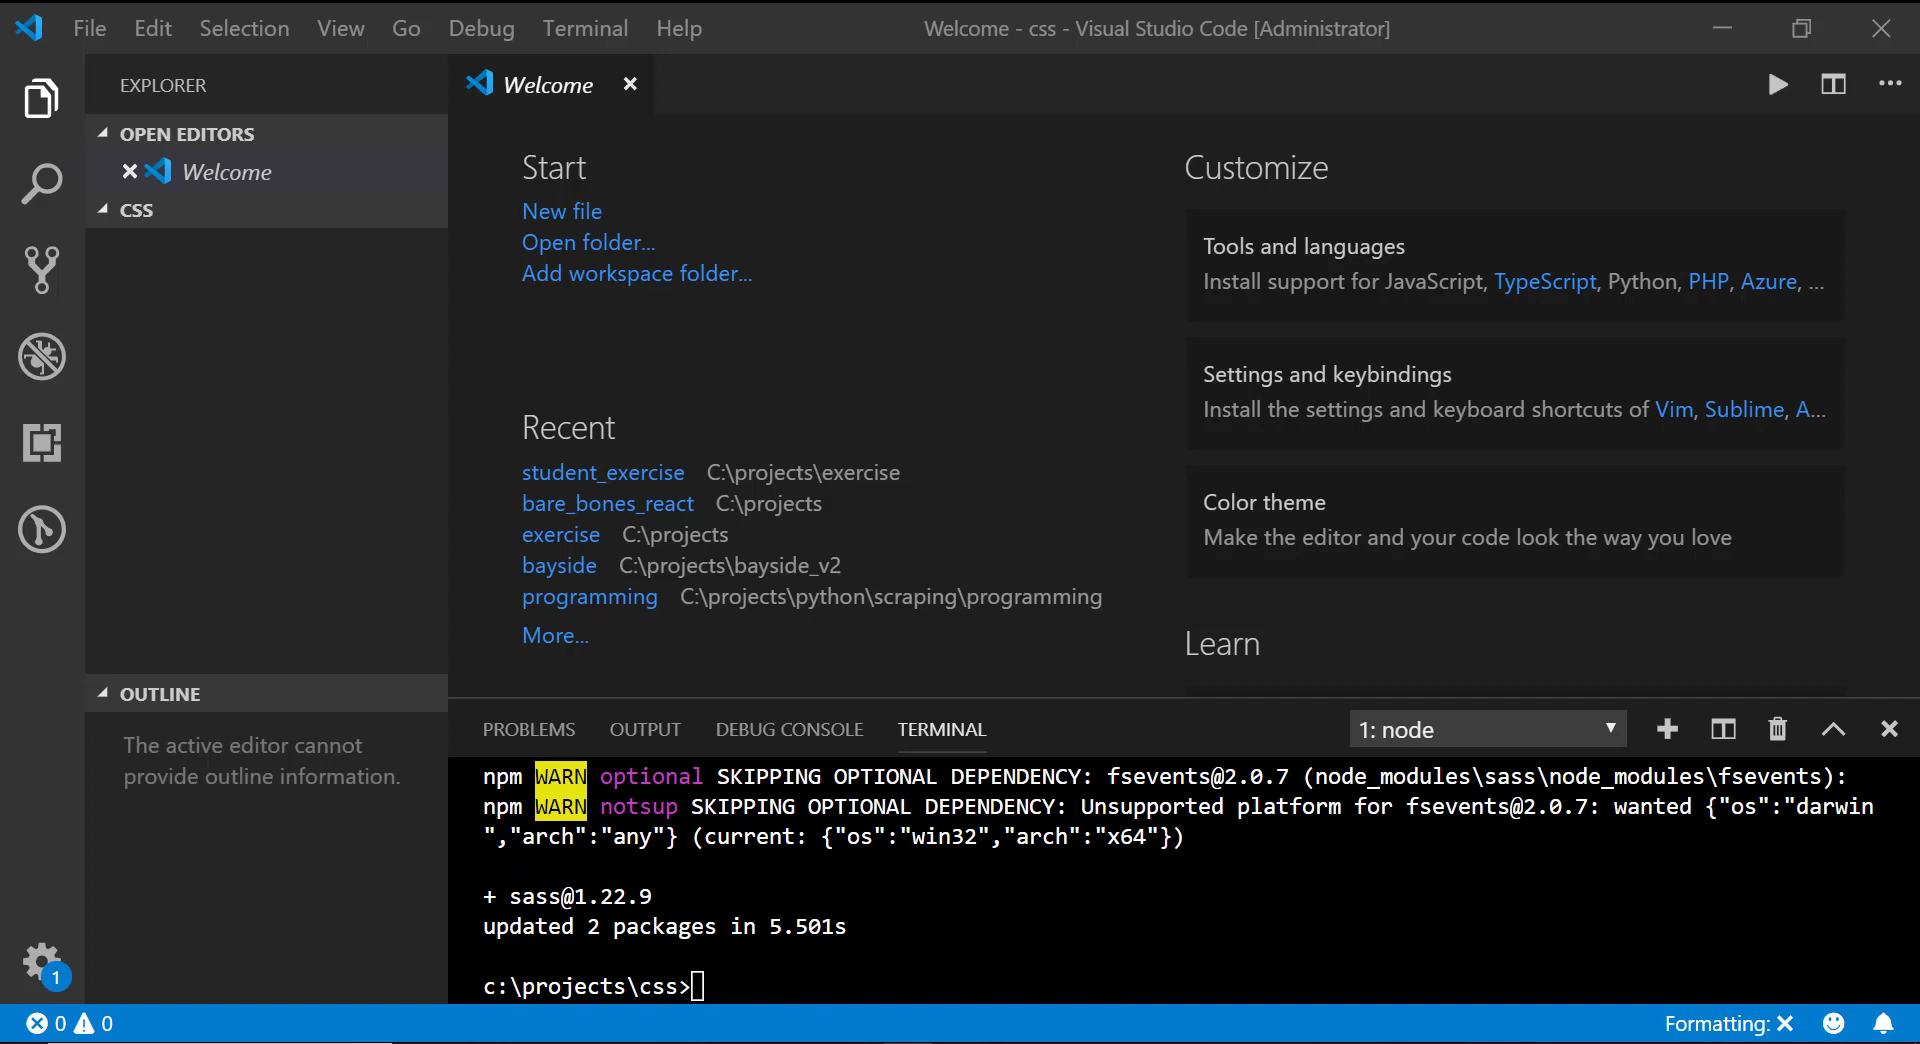 File Edit Selection View Go Debug Terminal Help
Welcome - css - Visual Studio Code [Administrator]
EXPLORER
OPEN EDITORS
Welcome
CSS
OUTLINE
The active editor cannot
provide outline information.
1
Welcome
Start
New file
Open folder...
Add workspace folder...
Recent
student_exercise C:\projects\exercise
bare_bones_react C:\projects
exercise C:\projects
bayside C:\projects\bayside_v2
programming C:\projects\python\scraping\programming
More...
Customize
Tools and languages
Install support for JavaScript, TypeScript, Python, PHP, Azure, ...
Settings and keybindings
Install the settings and keyboard shortcuts of Vim, Sublime, A...
Color theme
Make the editor and your code look the way you love
Learn
PROBLEMS OUTPUT DEBUG CONSOLE TERMINAL
1: node
npm WARN optional SKIPPING OPTIONAL DEPENDENCY: fsevents@2.0.7 (node_modules\sass\node_modules\fsevents):
npm WARN notsup SKIPPING OPTIONAL DEPENDENCY: Unsupported platform for fsevents@2.0.7: wanted {"os":"darwin
","arch":"any"} (current: {"os":"win32","arch":"x64"})
+ sass@1.22.9
updated 2 packages in 5.501s
c:\projects\css>
0 0
Formatting: ×